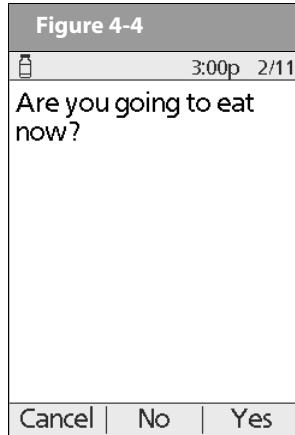 Figure 4-4
3:00p 2/11
Are you going to eat
now?
Cancel | No | Yes